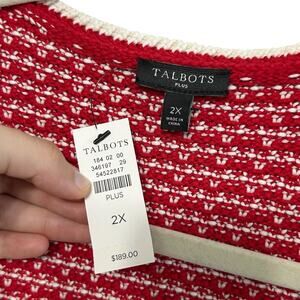 TALBOTS
PLUS
2X
MADE IN
CHINA
TALBOTS
184 02 00
346197 29
54522817
PLUS
2X
$189.00